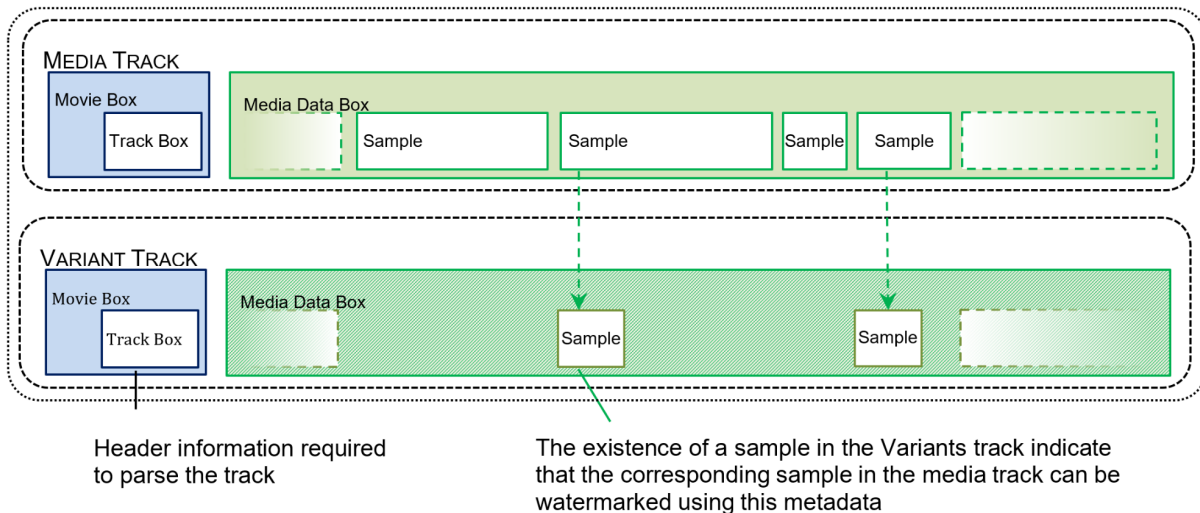 MEDIA TRACK
Movie Box
Track Box
Media Data Box
Sample
Sample
Sample
Sample
VARIANT TRACK
Movie Box
Track Box
Media Data Box
Sample
Sample
Header information required
to parse the track
The existence of a sample in the Variants track indicate
that the corresponding sample in the media track can be
watermarked using this metadata